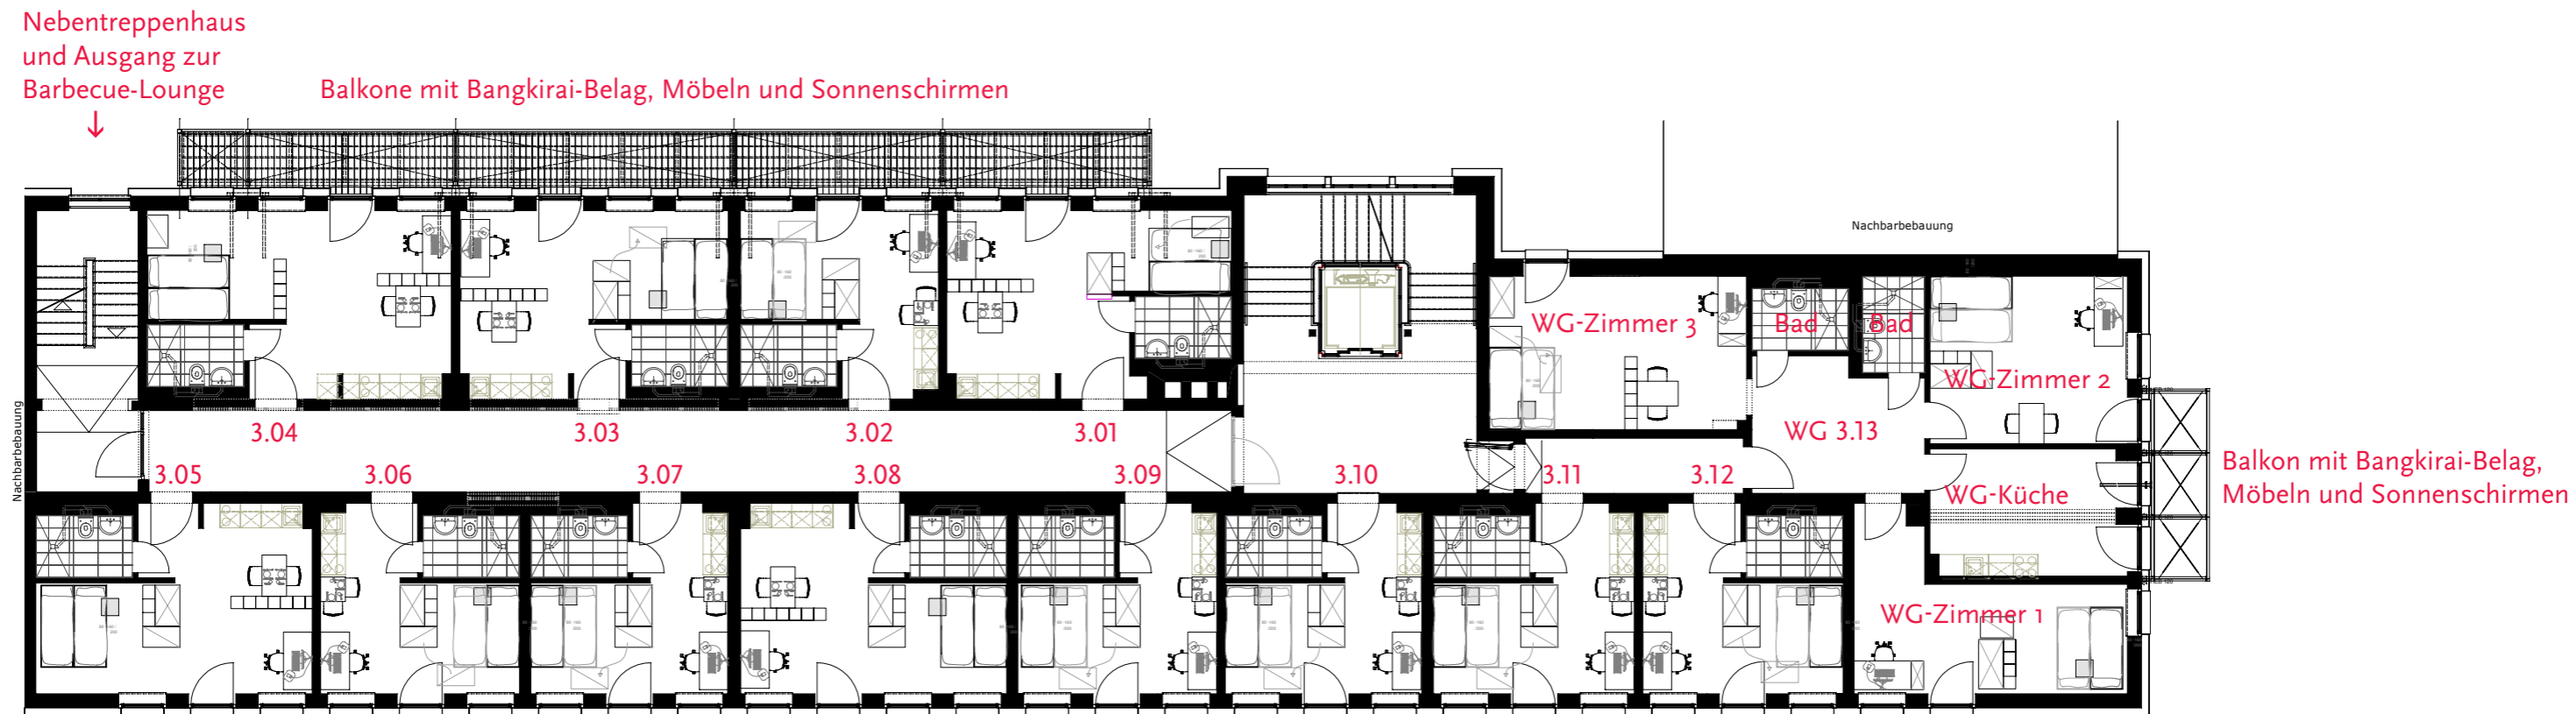 Nebentreppenhaus
und Ausgang zur
Barbecue-Lounge
Balkone mit Bangkirai-Belag, Möbeln und Sonnenschirmen
Nachbarbebauung
WG-Zimmer 3
Bad
Bad
WG-Zimmer 2
Nachbarbebauung
3.04
3.03
3.02
3.01
WG 3.13
3.05
3.06
3.07
3.08
3.09
3.10
3.11
3.12
WG-Küche
Balkon mit Bangkirai-Belag,
Möbeln und Sonnenschirmen
WG-Zimmer 1